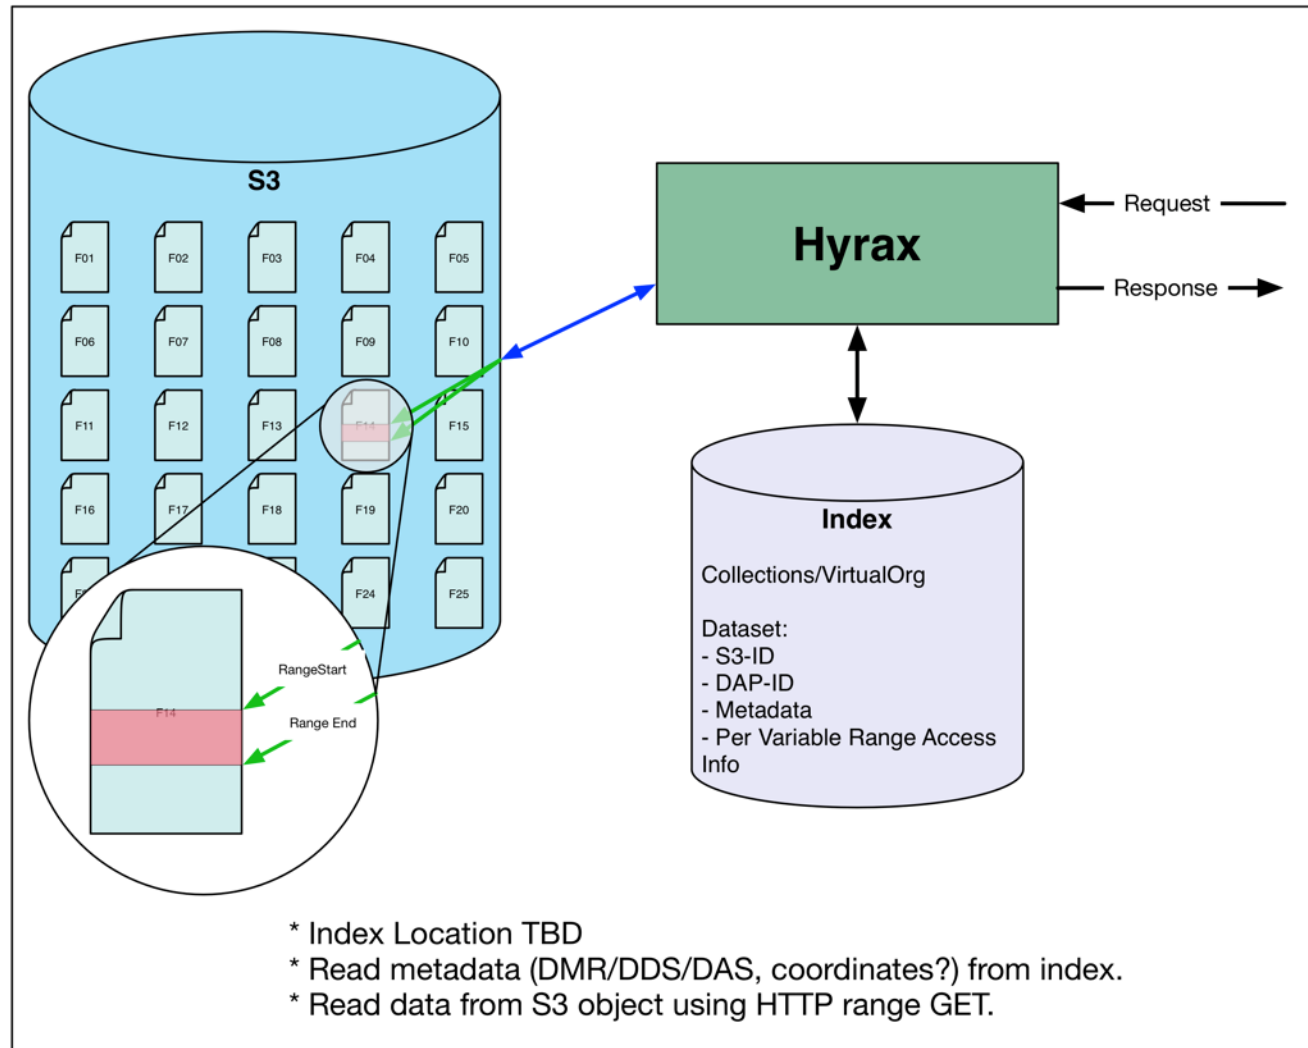 S3
F01
F02
F03
F04
F05
F06
F07
F08
F09
F10
F11
F12
F13
F14
F15
F16
F17
F18
F19
F20
F24
F25
RangeStart
F14
Range End
Hyrax
Request
Response
Index
Collections/VirtualOrg
Dataset:
- S3-ID
- DAP-ID
- Metadata
- Per Variable Range Access
Info
* Index Location TBD
* Read metadata (DMR/DDS/DAS, coordinates?) from index.
* Read data from S3 object using HTTP range GET.